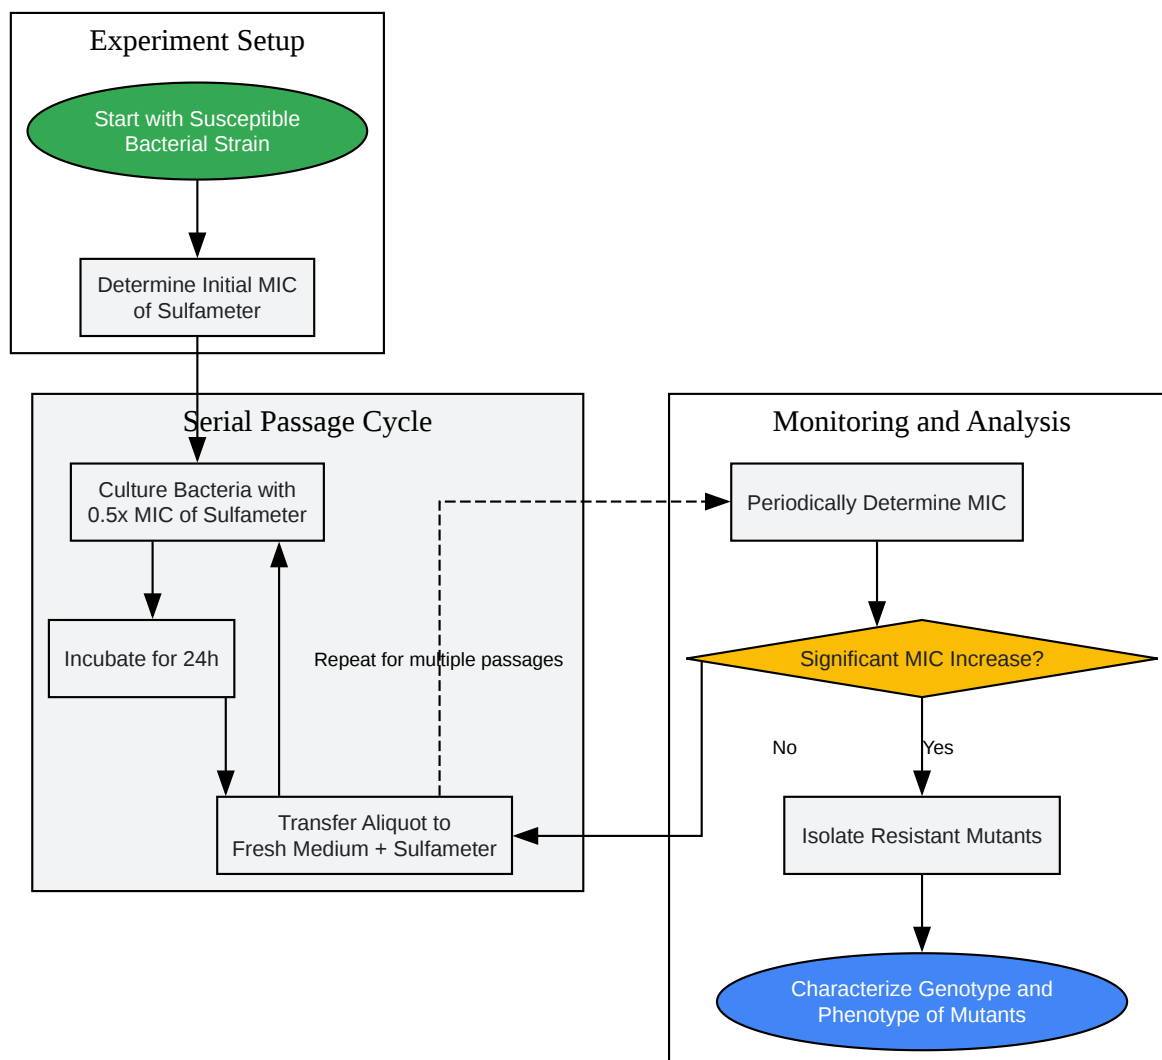 Experiment Setup
Start with Susceptible
Bacterial Strain
Determine Initial MIC
of Sulfameter
Serial Passage Cycle
Culture Bacteria with
0.5x MIC of Sulfameter
Incubate for 24h
Repeat for multiple passages
Transfer Aliquot to
Fresh Medium + Sulfameter
Monitoring and Analysis
Periodically Determine MIC
Significant MIC Increase?
No
Yes
Isolate Resistant Mutants
Characterize Genotype and
Phenotype of Mutants